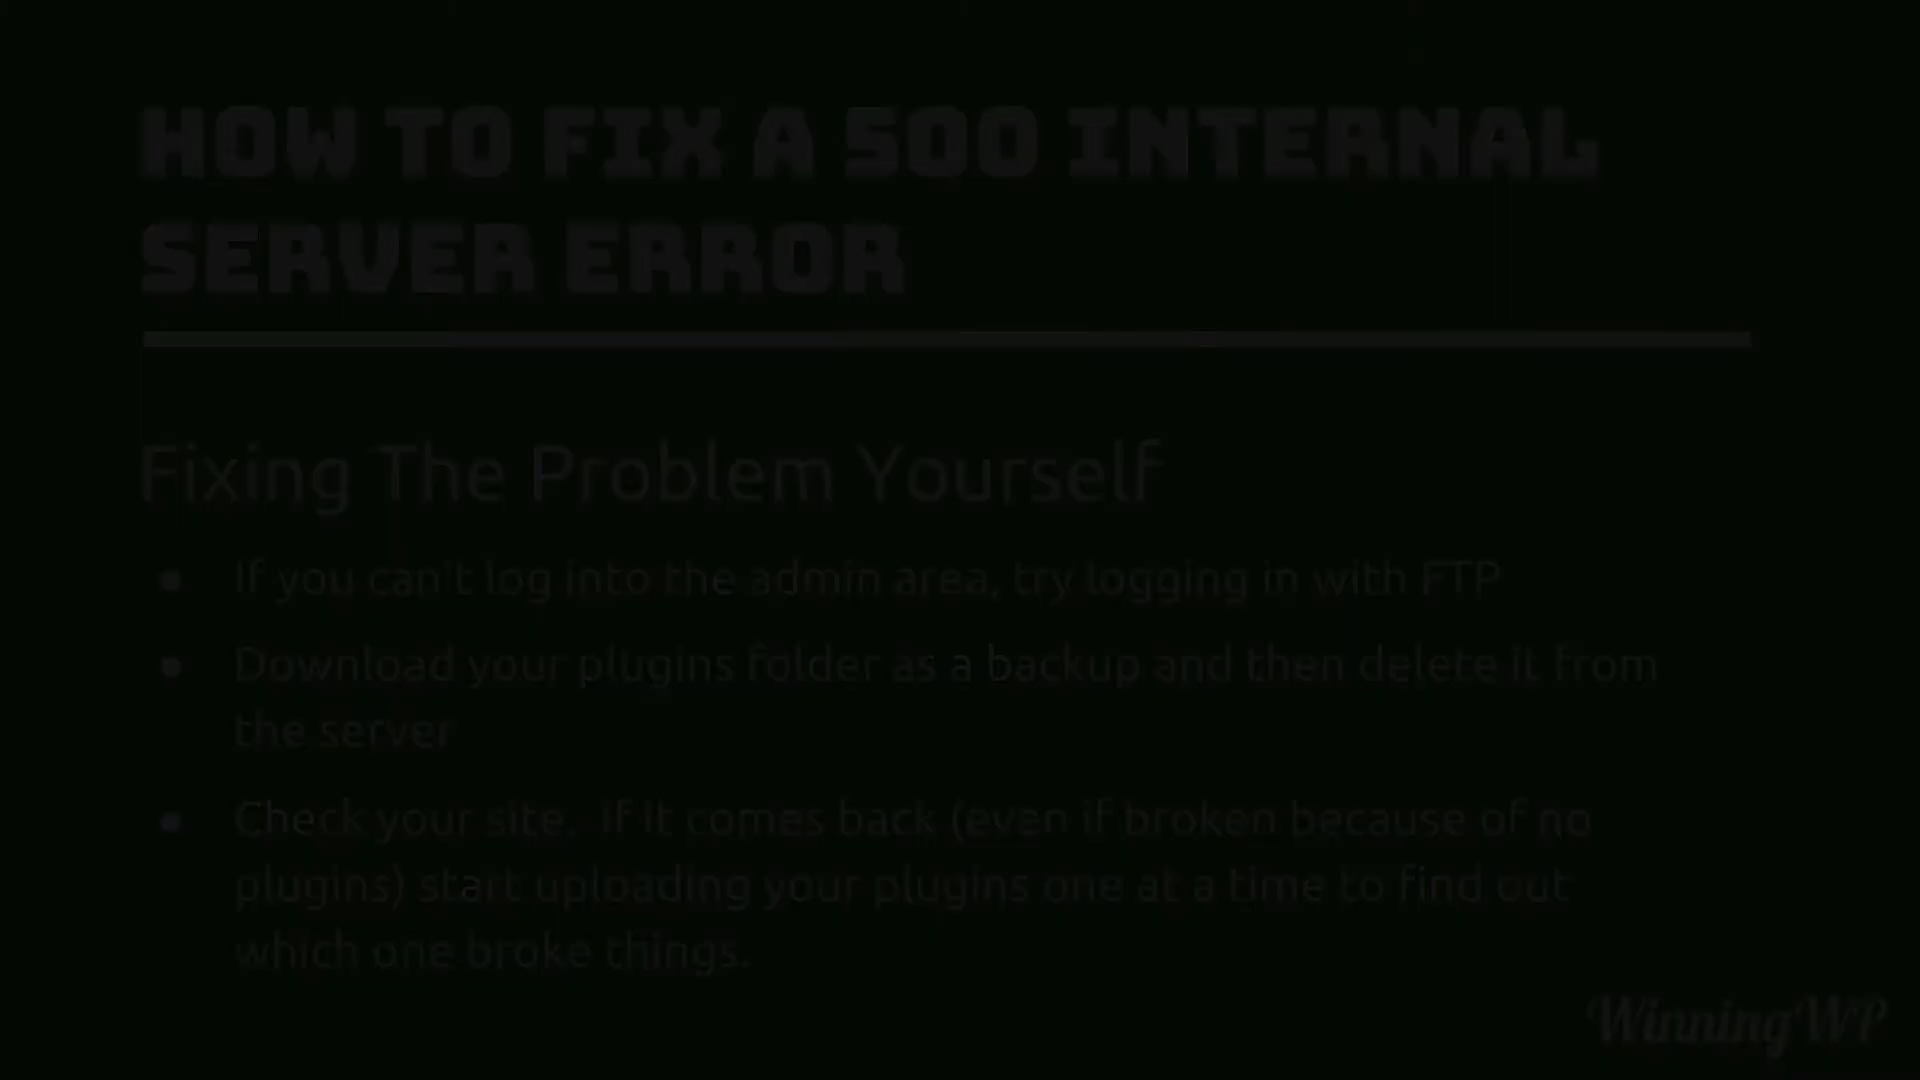 HOW TO FIX A 500 INTERNAL
SERVER ERROR
Fixing The Problem Yourself
● If you can't log into the admin area, try logging in with FTP
● Download your plugins folder as a backup and then delete it from
the server
● Check your site. If it comes back (even if broken because of no
plugins) start uploading your plugins one at a time to find out
which one broke things.
WinningWP